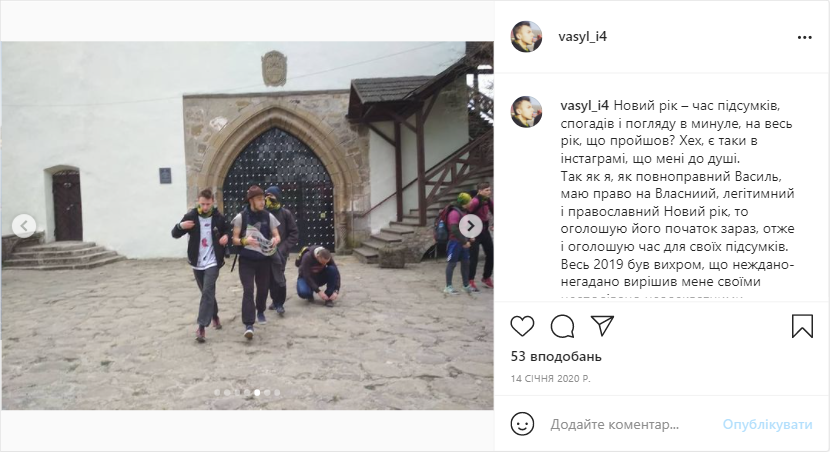 vasyl_i4
vasyl_i4 Новий рік – час підсумків,
спогадів і погляду в минуле, на весь
рік, що пройшов? Хех, є таки в
інстаграмі, що мені до душі.
Так як я, як повноправний Василь,
маю право на Власниий, легітимний
і православний Новий рік, то
оголошую його початок зараз, отже
і оголошую час для своїх підсумків.
Весь 2019 був вихром, що неждано-
негадано вирішив мене своїми
53 вподобань
14 СІЧНЯ 2020 Р.
Додайте коментар... Опублікувати